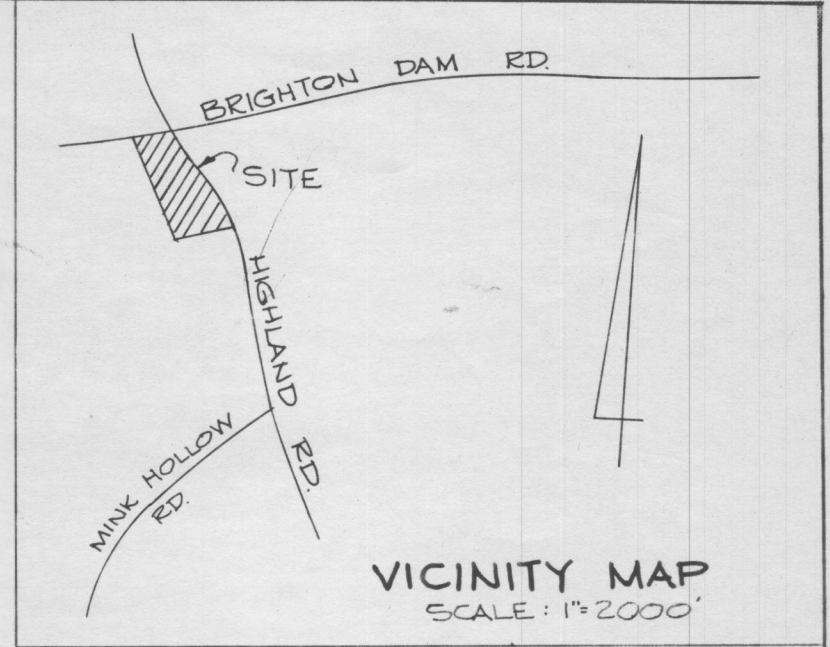 BRIGHTON DAM RD.
SITE
HIGHLAND RD.
MINK HOLLOW
RD.
VICINITY MAP
SCALE : 1"=2000'